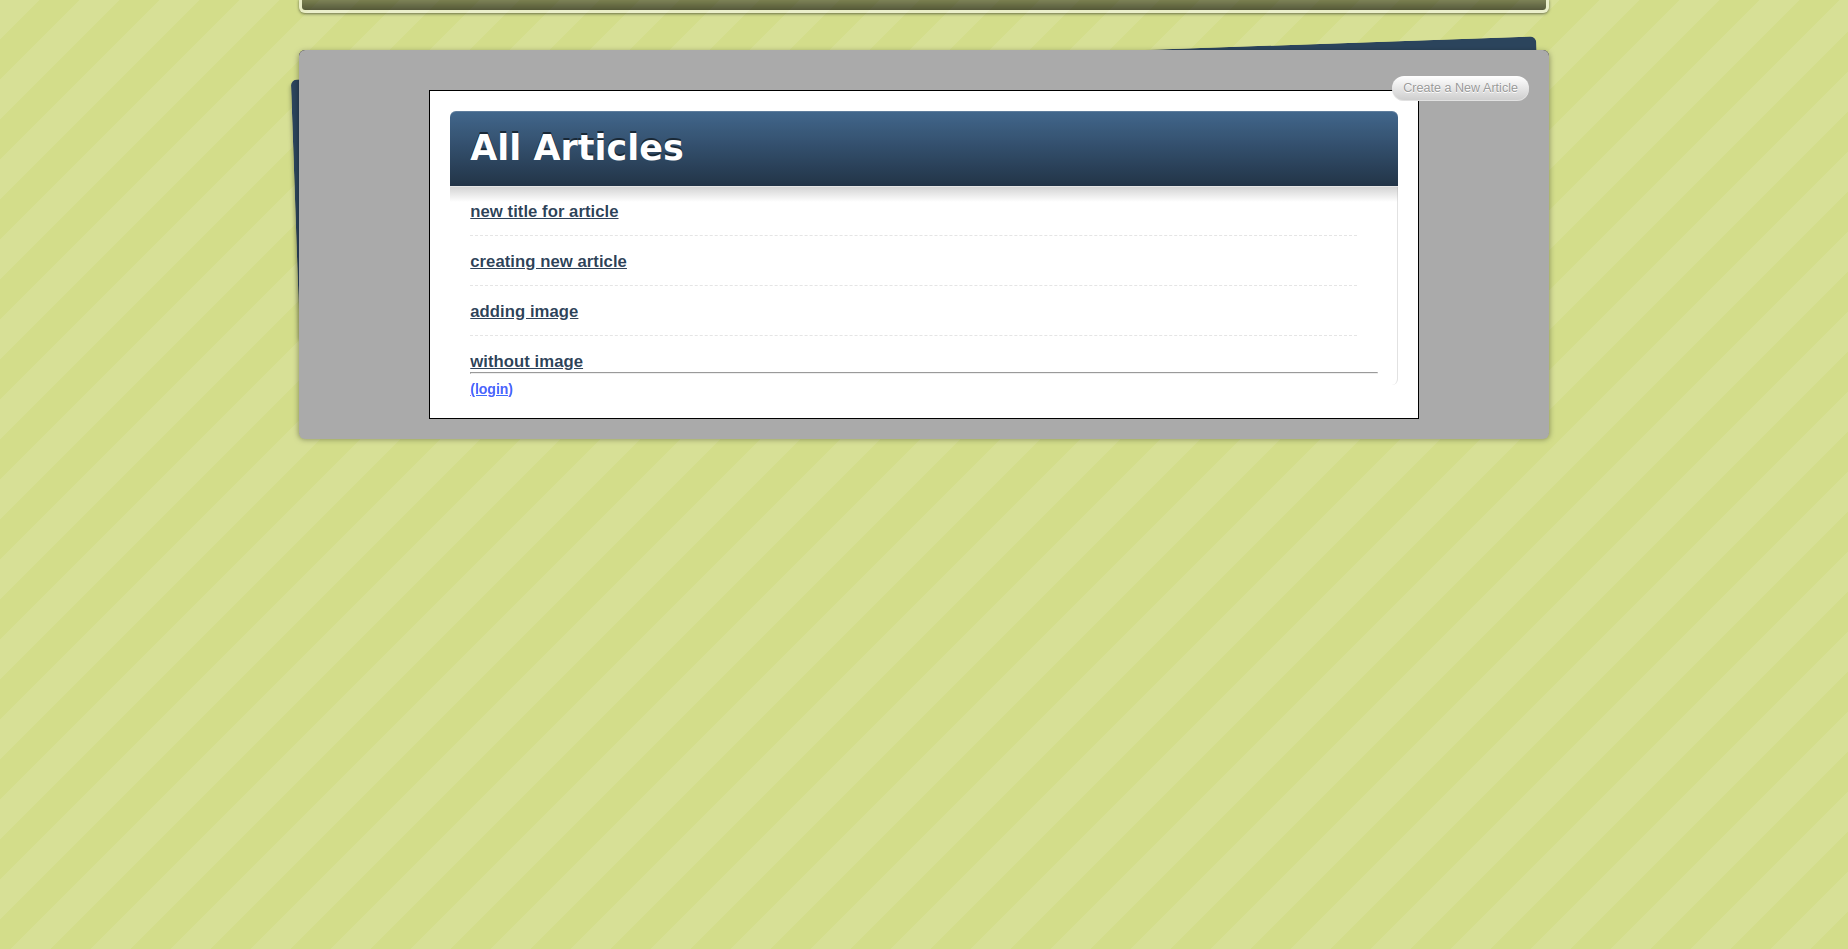 Create a New Article
All Articles
new title for article
creating new article
adding image
without image
(login)